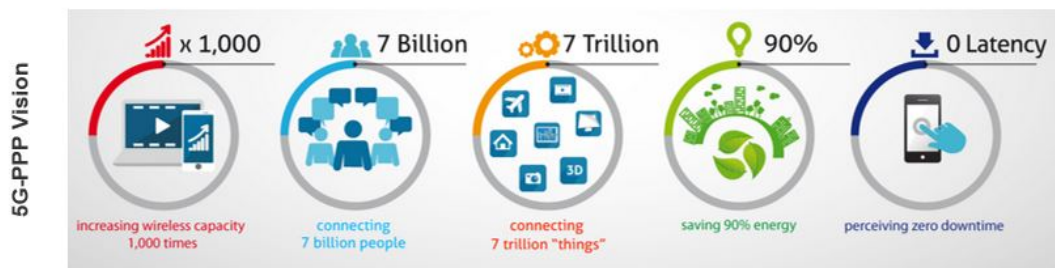 5G-PPP Vision
x 1,000
7 Billion
7 Trillion
90%
0 Latency
3D
increasing wireless capacity
1,000 times
connecting
7 billion people
connecting
7 trillion "things"
saving 90% energy
perceiving zero downtime